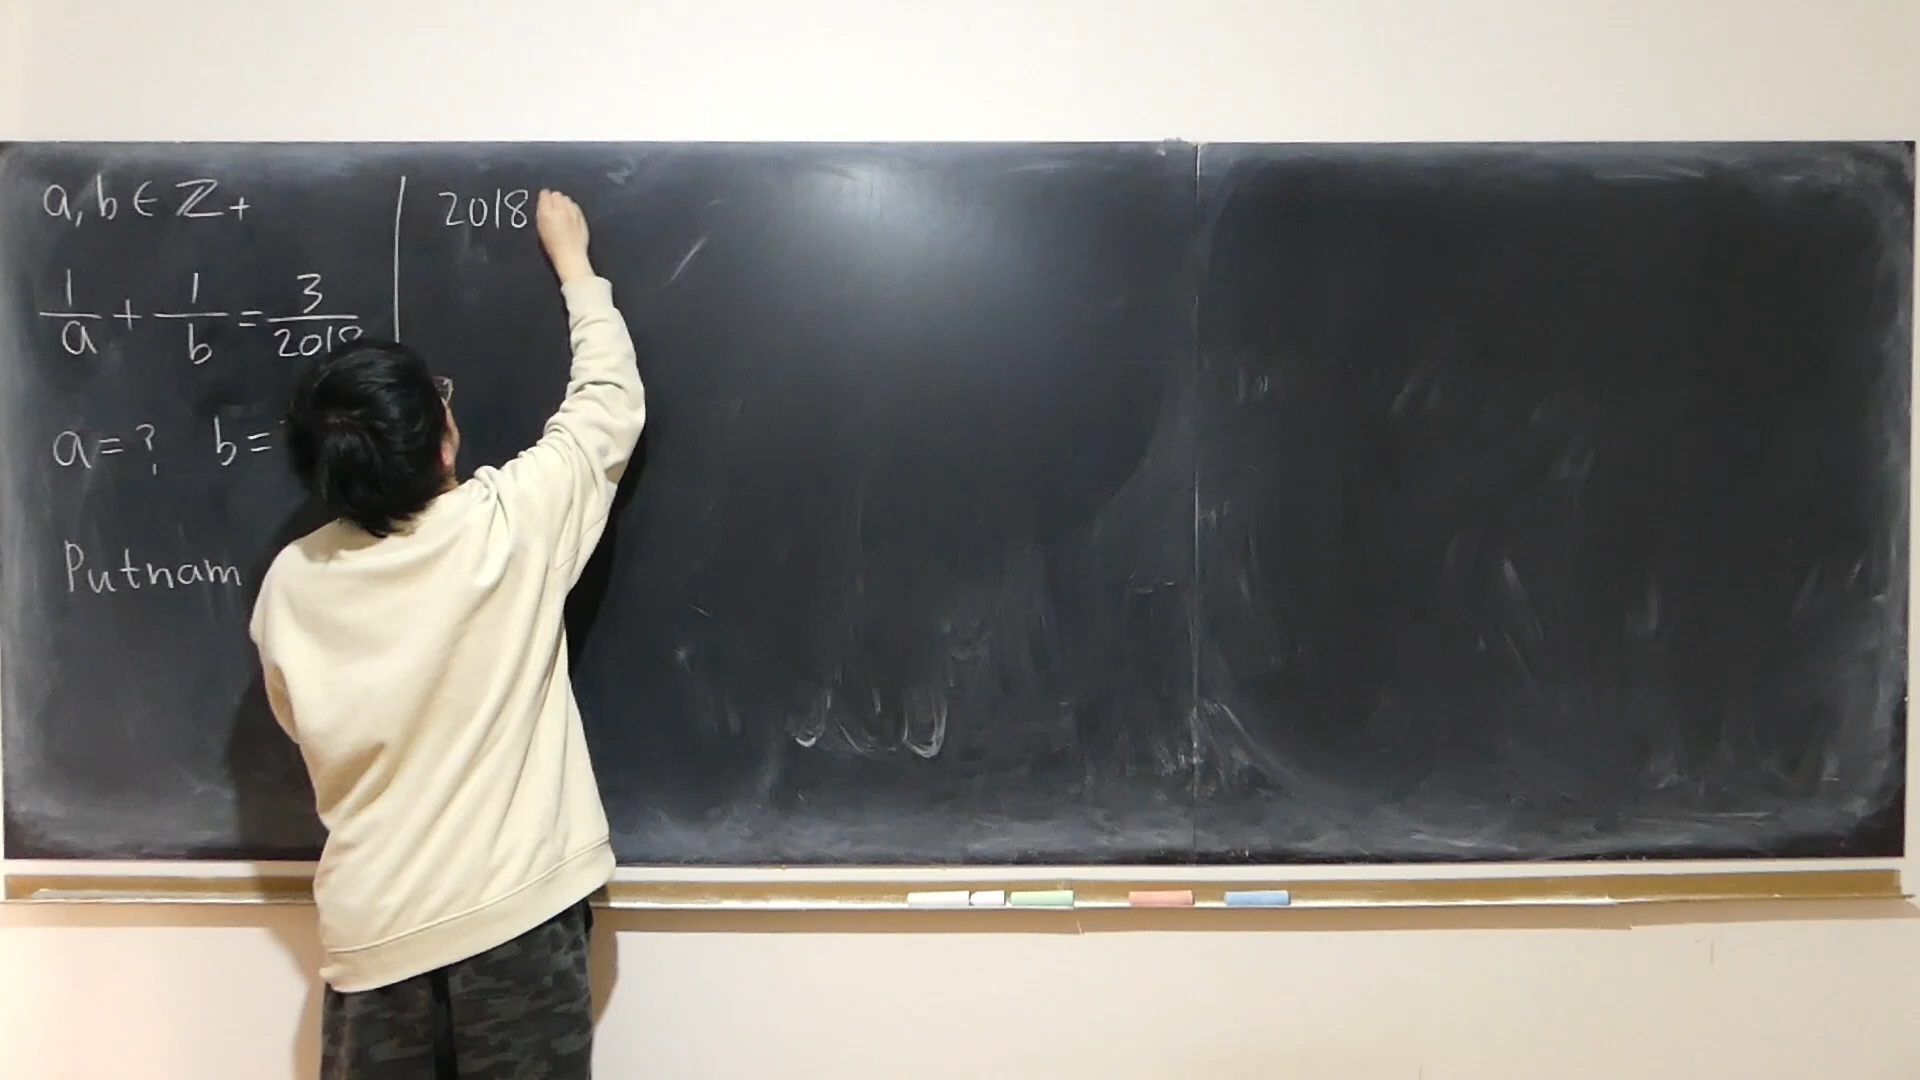 a, b ∈ ℤ+
1/a + 1/b = 3/2018
a = ? b =
Putnam
2018